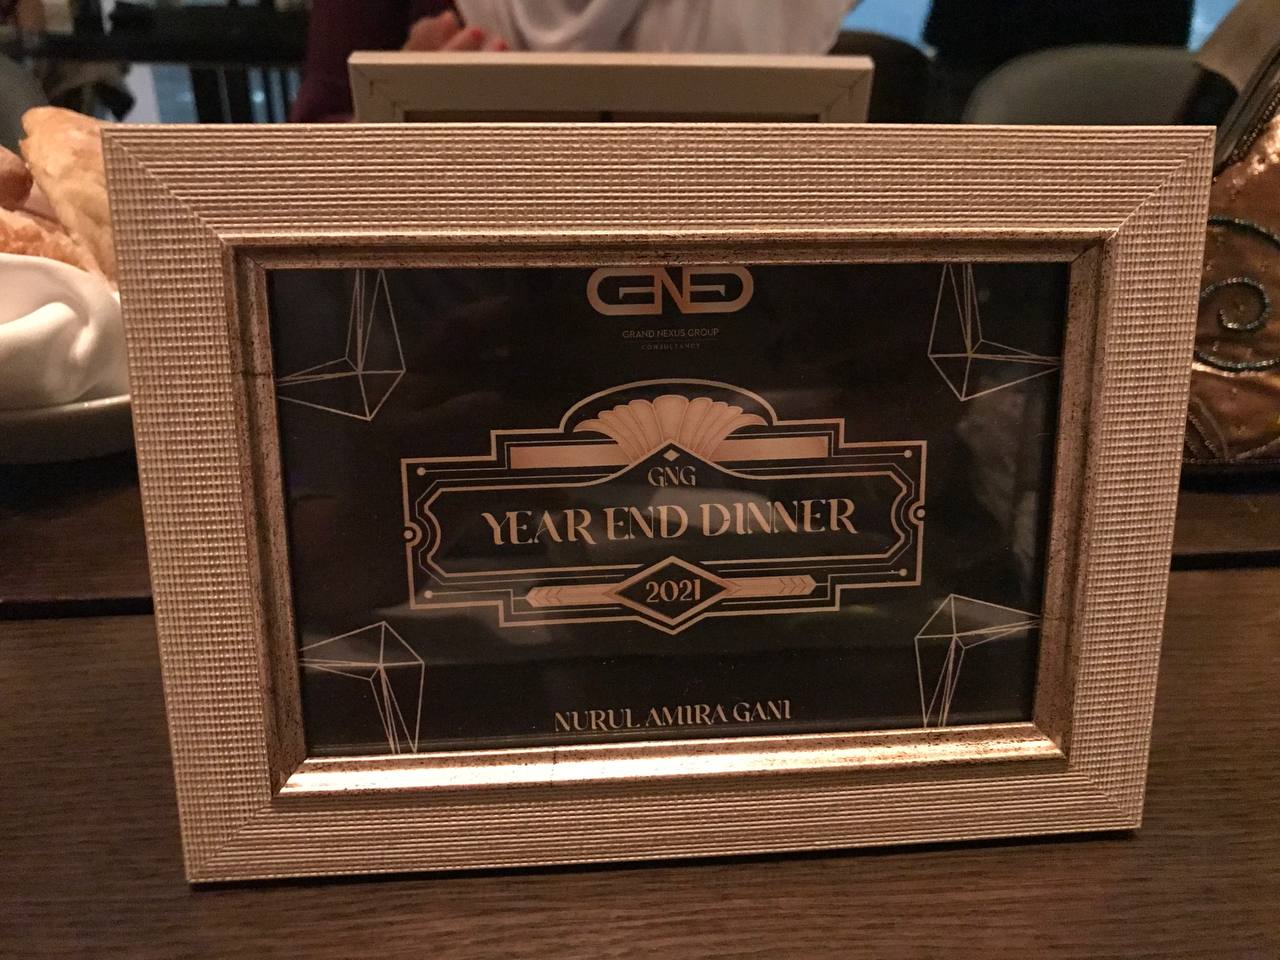 GNG
GRAND NEXUS GROUP
CONSULTANCY
GNG
YEAR END DINNER
2021
NURUL AMIRA GANI